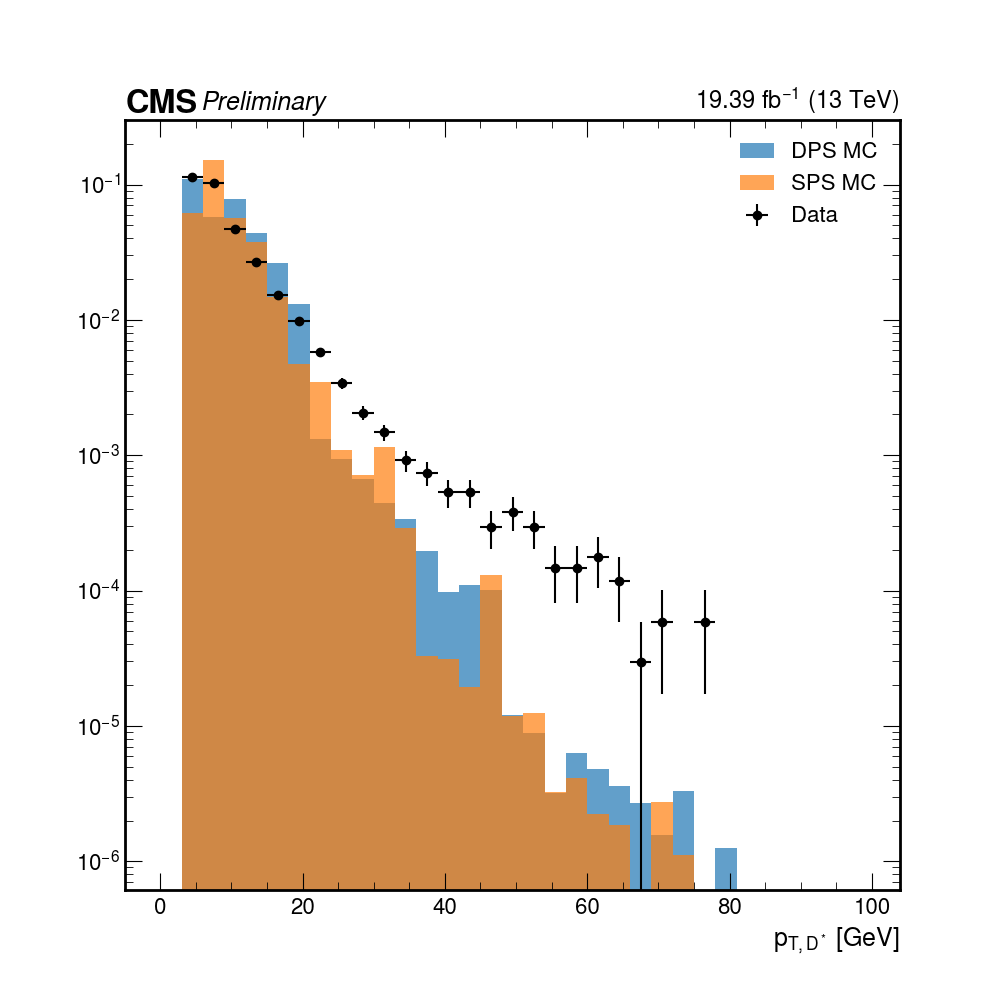 CMS Preliminary 19.39 fb⁻¹ (13 TeV)
DPS MC
SPS MC
Data
10⁻¹
10⁻²
10⁻³
10⁻⁴
10⁻⁵
10⁻⁶
0 20 40 60 80 100
p_{T, D^*} [GeV]